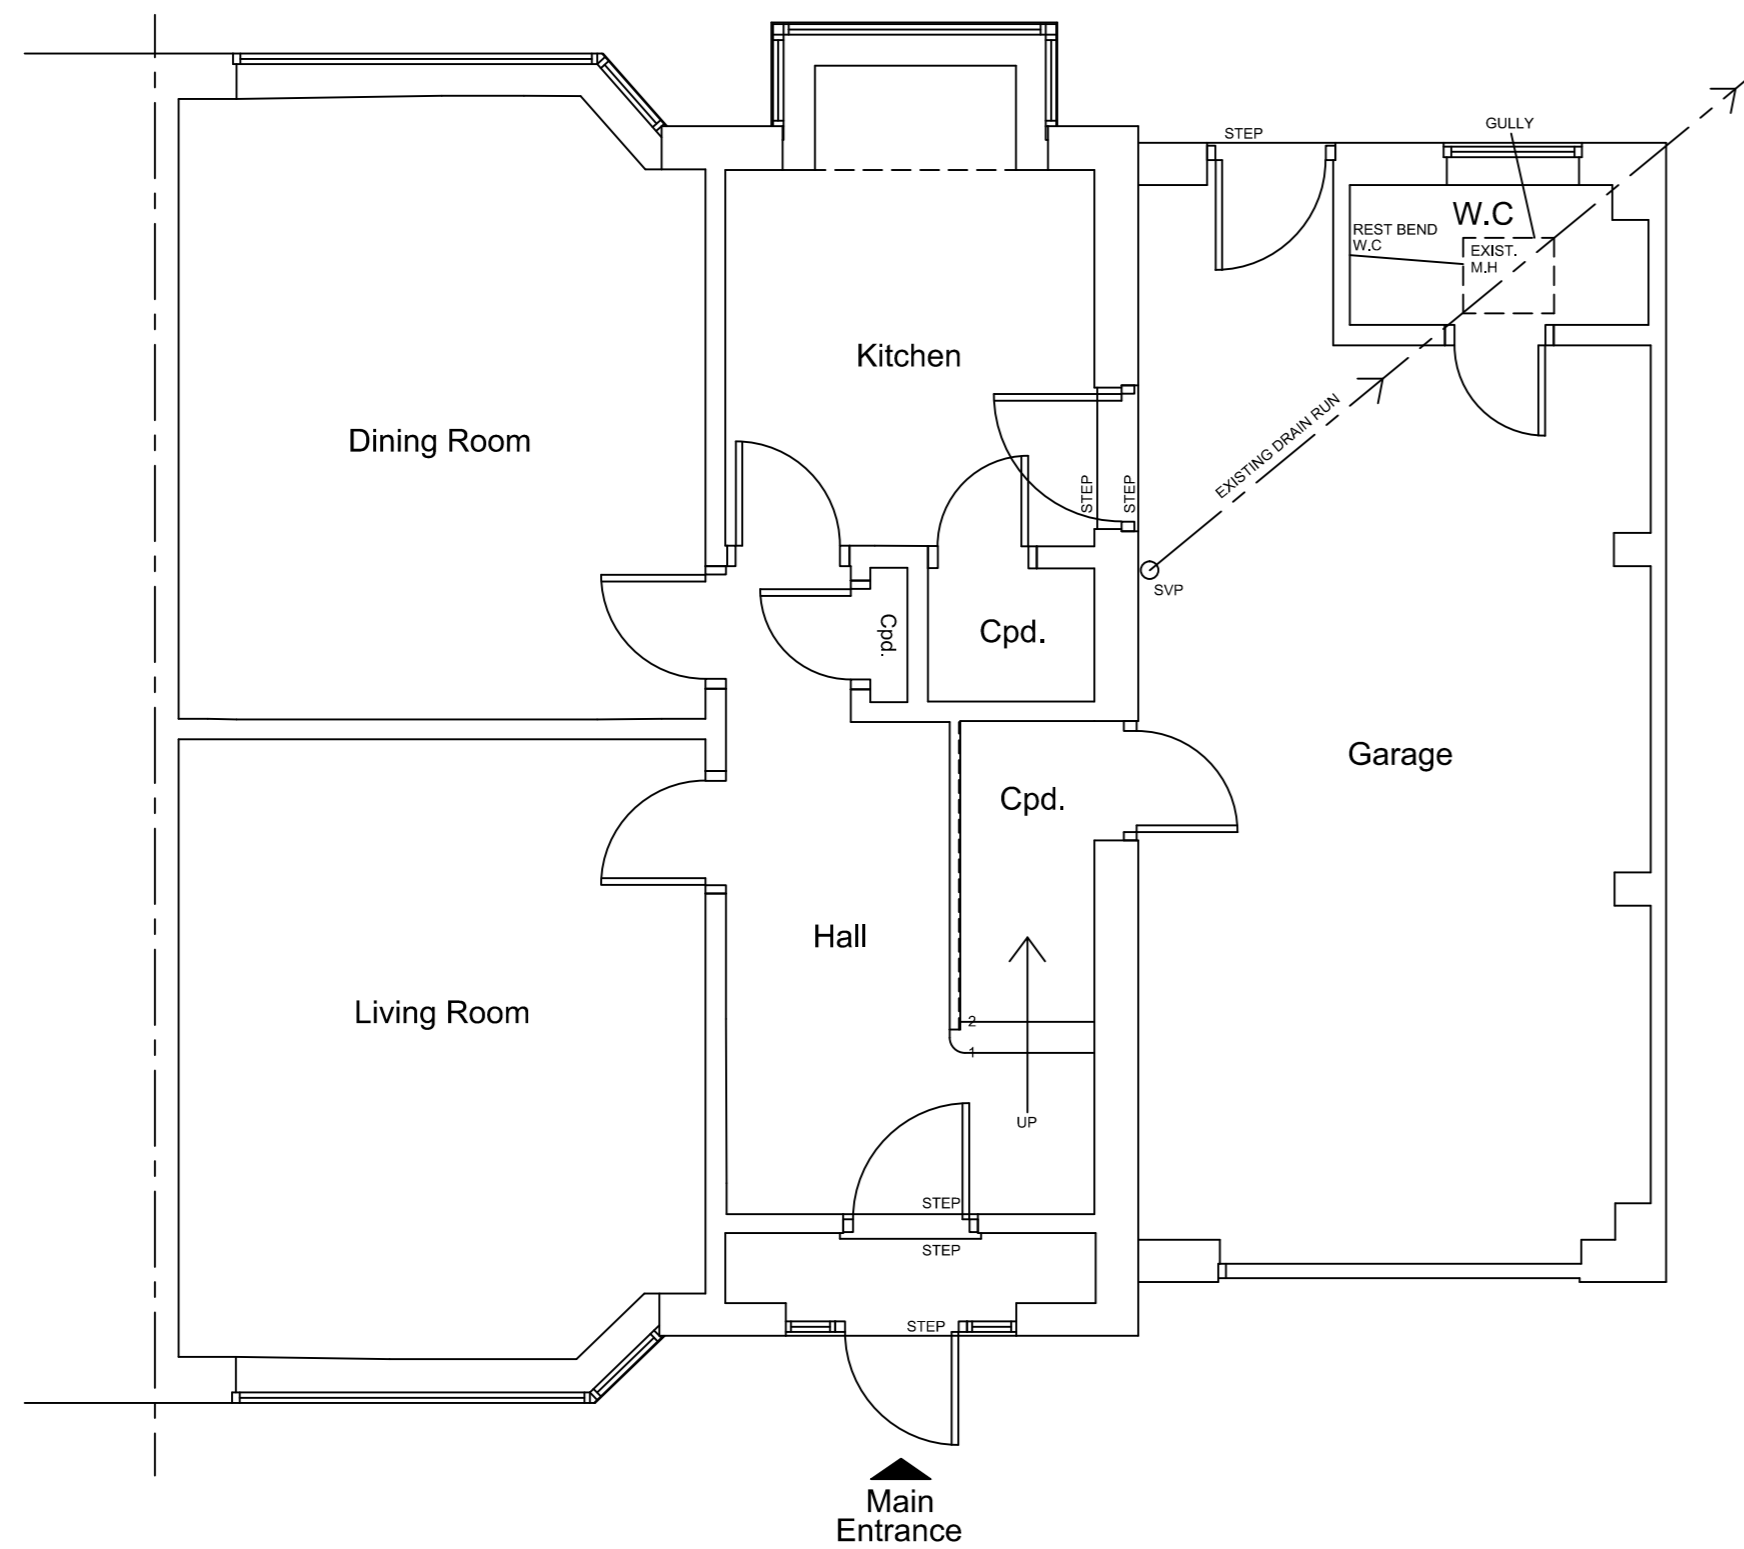 STEP
GULLY
W.C
REST BEND
W.C
EXIST.
M.H
Kitchen
Dining Room
EXISTING DRAIN RUN
STEP
STEP
SVP
Cpd.
Cpd.
Garage
Cpd.
Hall
Living Room
2
1
UP
STEP
STEP
STEP
Main
Entrance